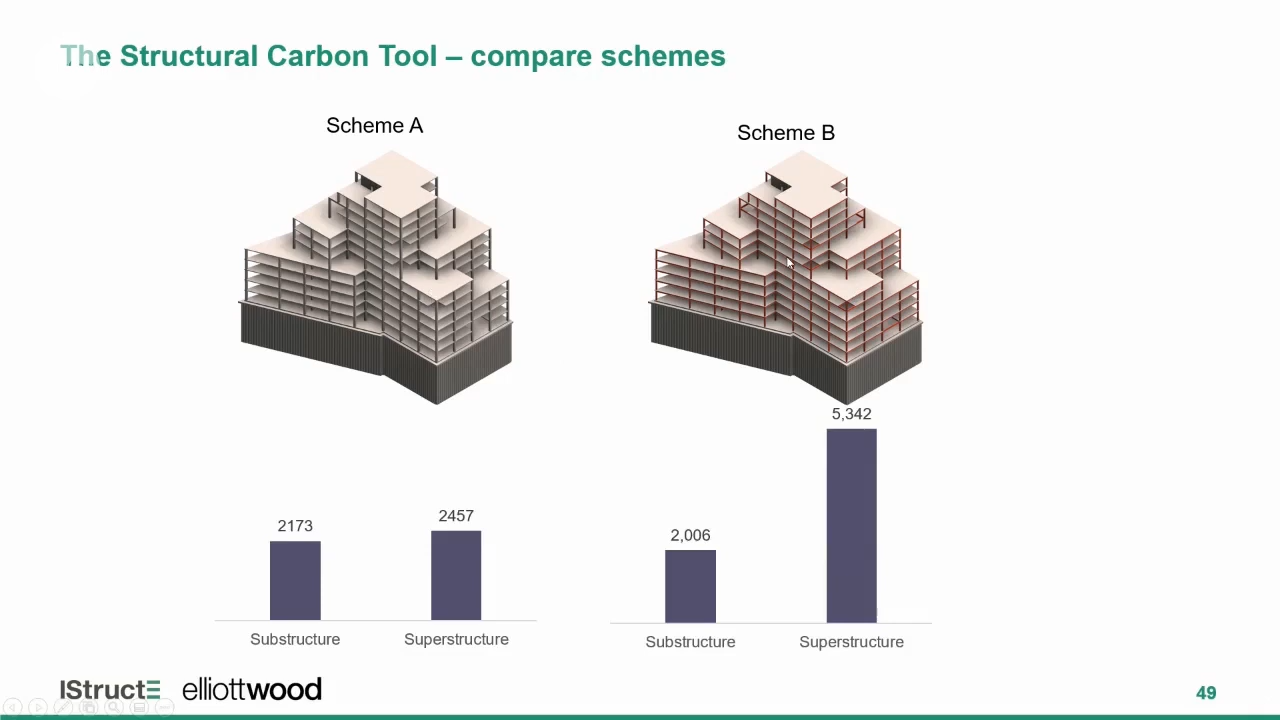 The Structural Carbon Tool – compare schemes
Scheme A
Scheme B
5,342
2173
2457
2,006
Substructure
Superstructure
Substructure
Superstructure
IStructE
elliottwood
49